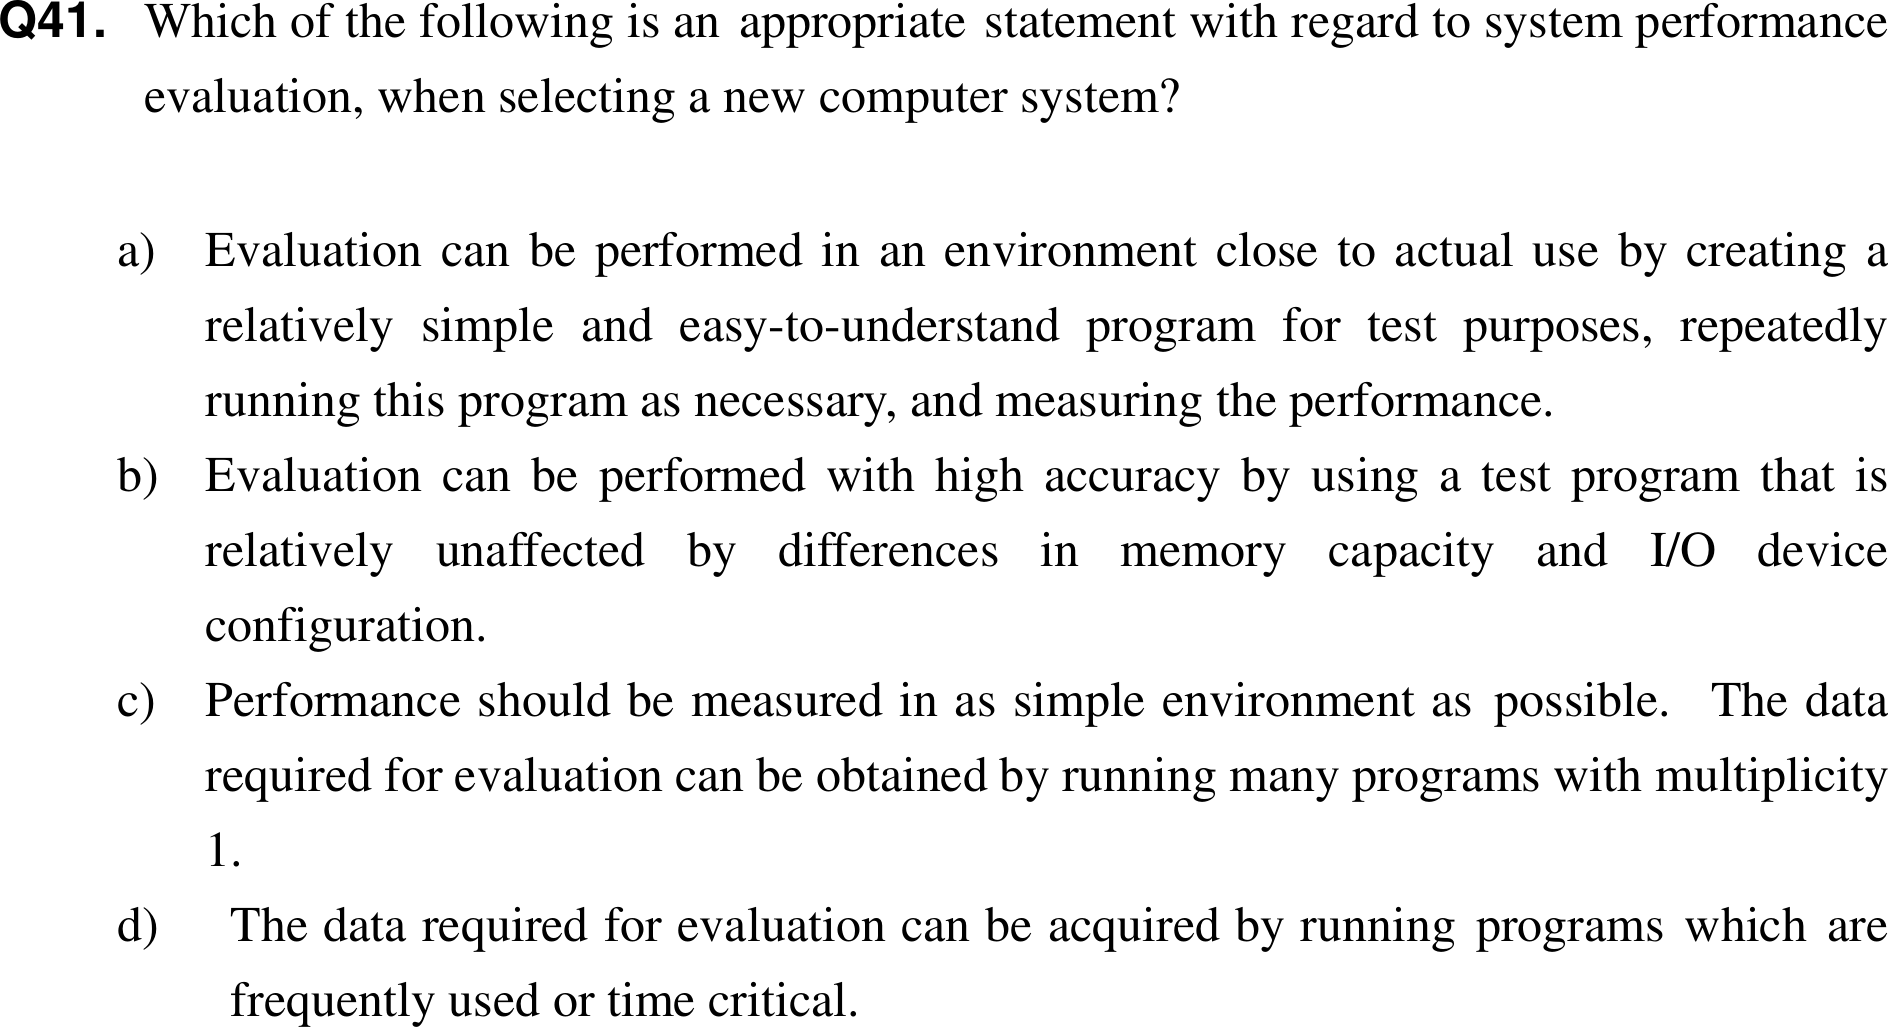 Q41. Which of the following is an appropriate statement with regard to system performance
evaluation, when selecting a new computer system?
a) Evaluation can be performed in an environment close to actual use by creating a
relatively simple and easy-to-understand program for test purposes, repeatedly
running this program as necessary, and measuring the performance.
b) Evaluation can be performed with high accuracy by using a test program that is
relatively unaffected by differences in memory capacity and I/O device
configuration.
c) Performance should be measured in as simple environment as possible. The data
required for evaluation can be obtained by running many programs with multiplicity
1.
d) The data required for evaluation can be acquired by running programs which are
frequently used or time critical.